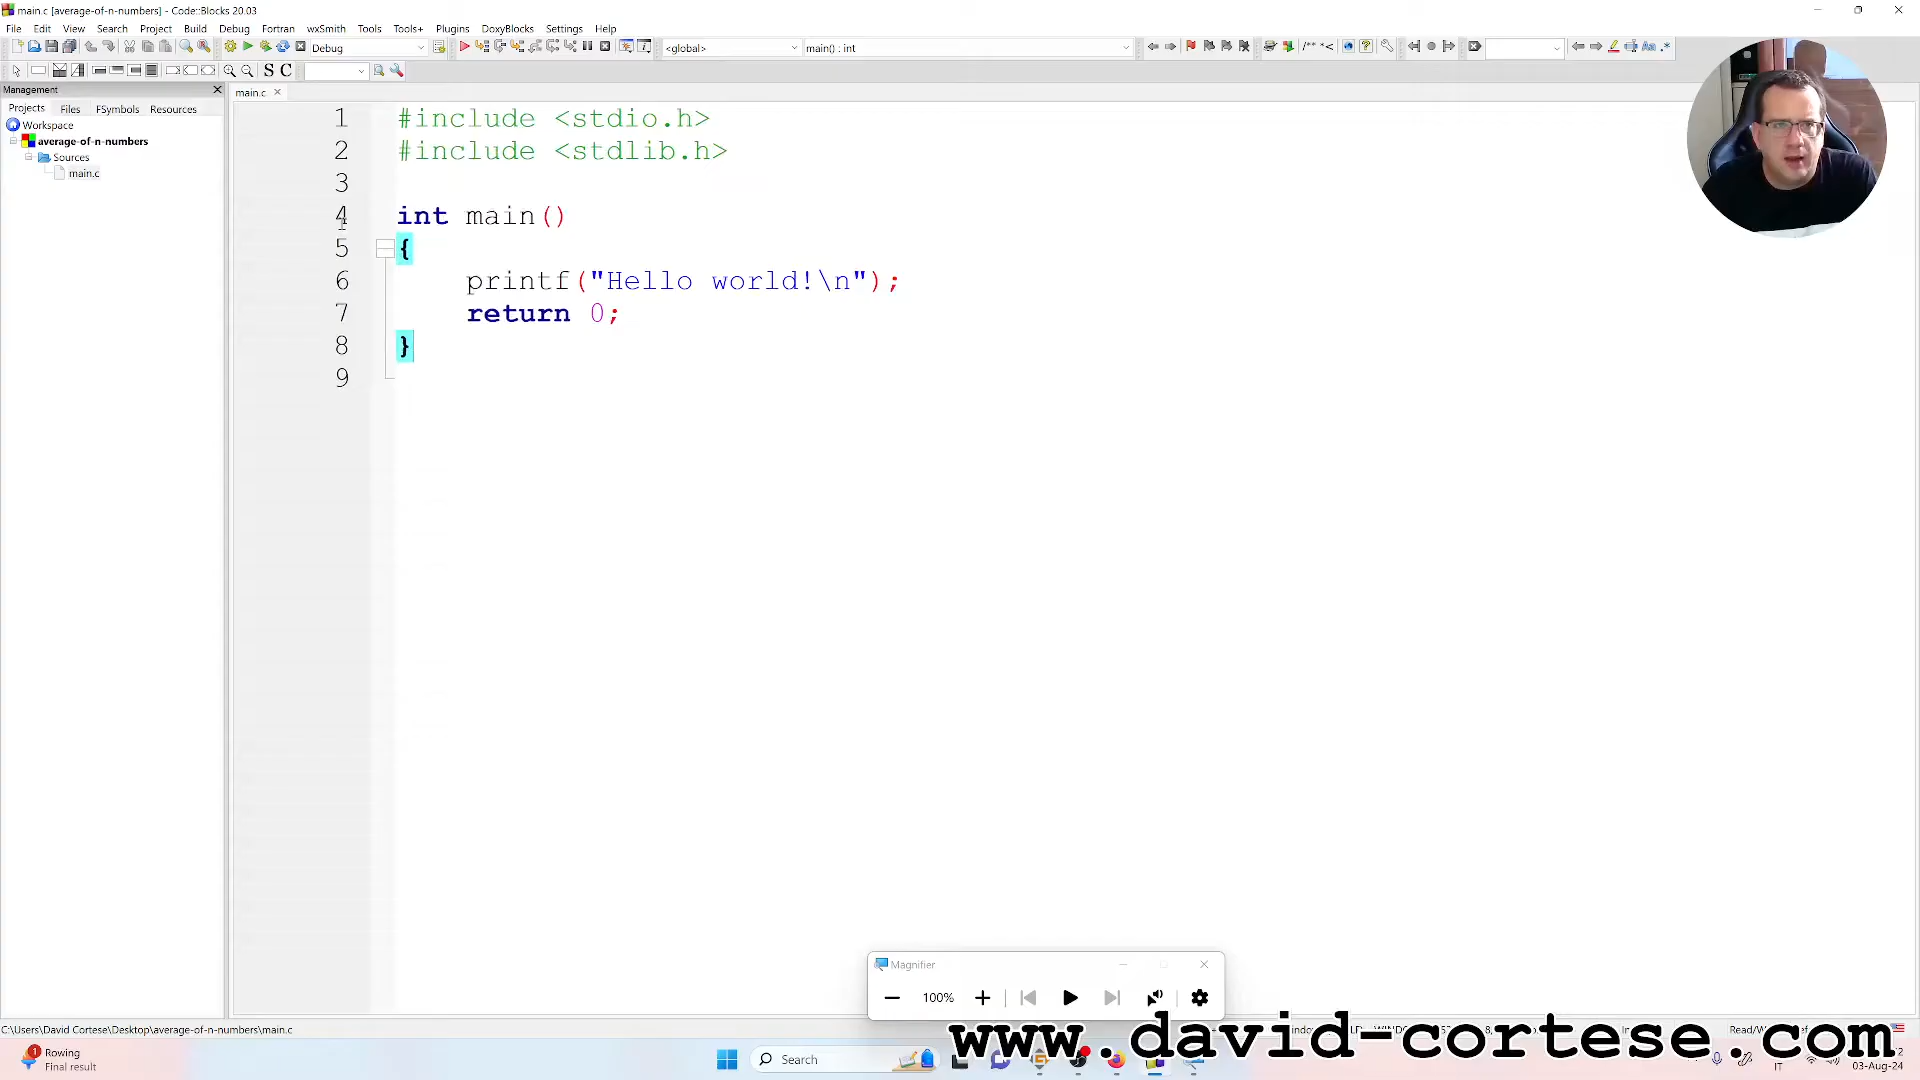 main.c [average-of-n-numbers] - Code::Blocks 20.03
File Edit View Search Project Build Debug Fortran wxSmith Tools Tools+ Plugins DoxyBlocks Settings Help
Debug <global> main() : int
S C
Management
main.c
Projects Files FSymbols Resources
Workspace
average-of-n-numbers
Sources
main.c
1 #include <stdio.h>
2 #include <stdlib.h>
3
4 int main()
5 {
6 printf("Hello world!\n");
7 return 0;
8 }
9
Magnifier
100%
C:\Users\David Cortese\Desktop\average-of-n-numbers\main.c
www.david-cortese.com
Rowing
Final result
Search
IT
03-Aug-24